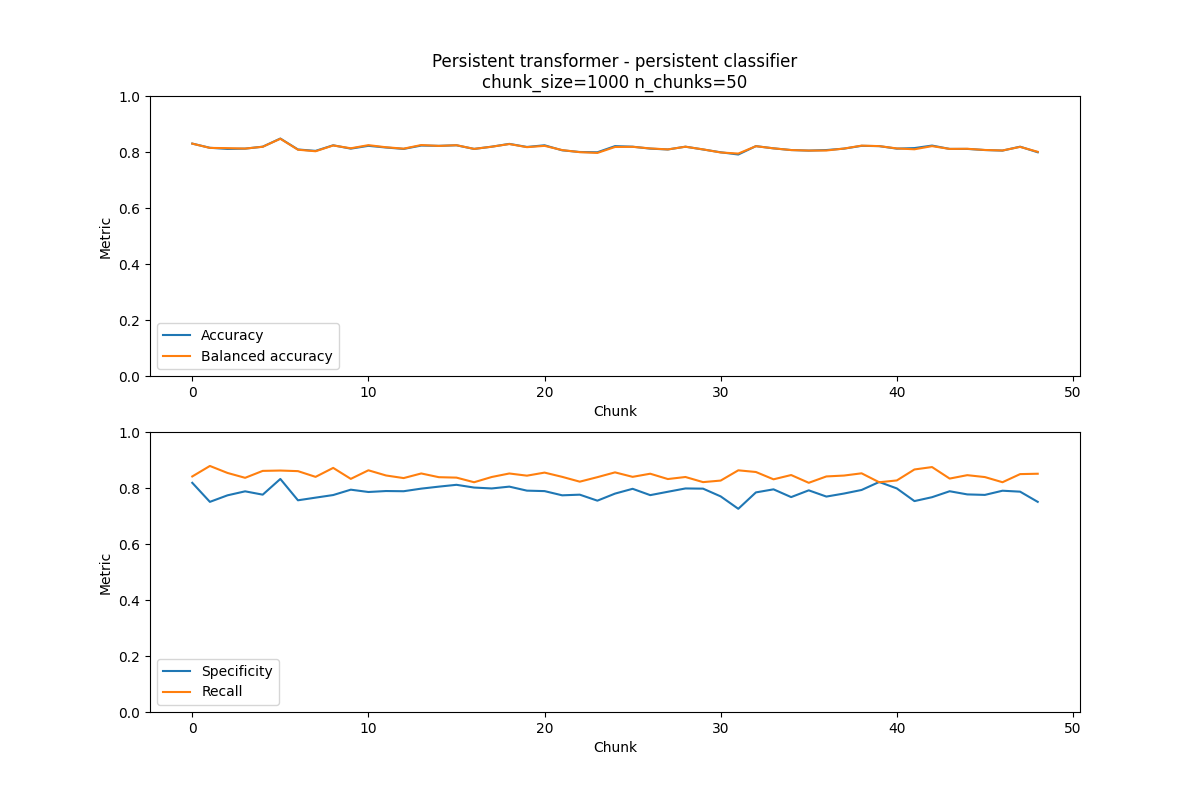 Persistent transformer - persistent classifier
chunk_size=1000 n_chunks=50
1.0
0.8
0.6
0.4
0.2
0.0
Metric
Accuracy
Balanced accuracy
0 10 20 30 40 50
Chunk
1.0
0.8
0.6
0.4
0.2
0.0
Metric
Specificity
Recall
0 10 20 30 40 50
Chunk